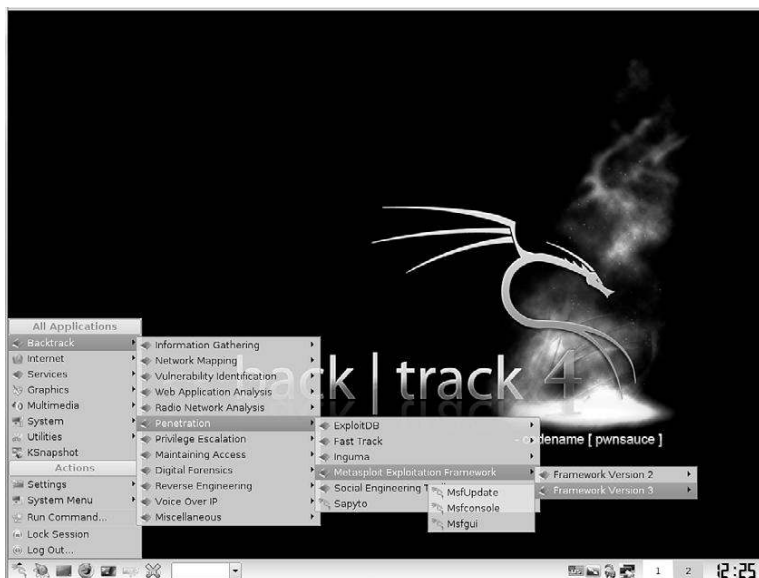 back | track 4
codename [ pwnsauce ]
All Applications
Backtrack
Internet
Services
Graphics
Multimedia
System
Utilities
KSnapshot
Actions
Settings
System Menu
Run Command...
Lock Session
Log Out...
Information Gathering
Network Mapping
Vulnerability Identification
Web Application Analysis
Radio Network Analysis
Penetration
Privilege Escalation
Maintaining Access
Digital Forensics
Reverse Engineering
Voice Over IP
Miscellaneous
ExploitDB
Fast Track
Inguma
Metasploit Exploitation Framework
Social Engineering
Sapyto
Framework Version 2
Framework Version 3
MsfUpdate
Msfconsole
Msfgui
1 2
12:25